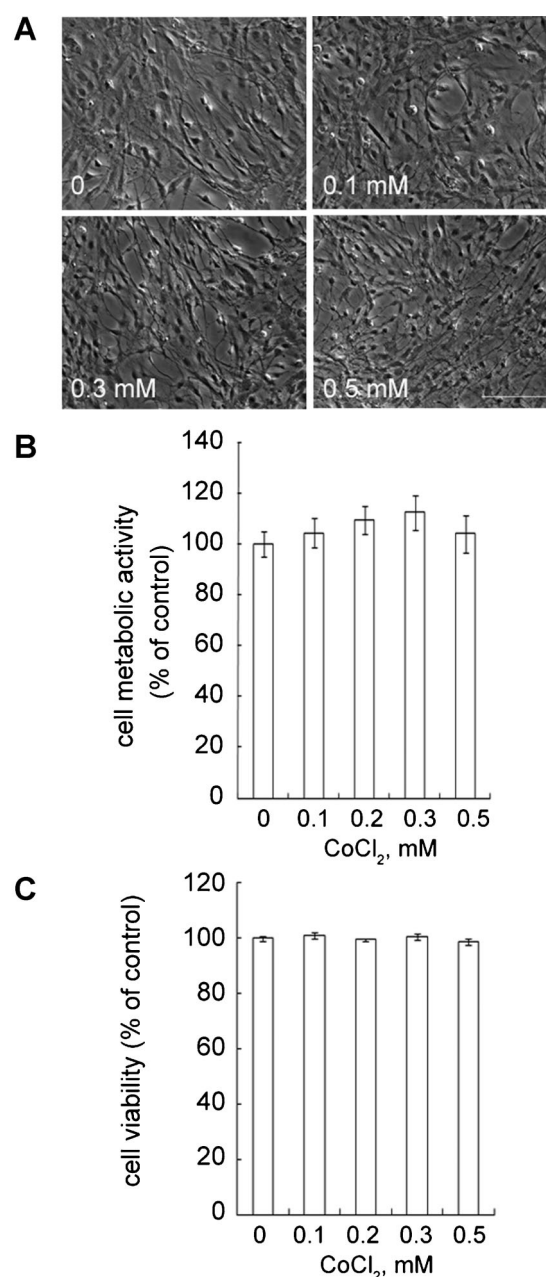 A
0
0.1 mM
0.3 mM
0.5 mM
B
cell metabolic activity
(% of control)
140
120
100
80
60
40
20
0
0 0.1 0.2 0.3 0.5
CoCl₂, mM
C
cell viability (% of control)
120
100
80
60
40
20
0
0 0.1 0.2 0.3 0.5
CoCl₂, mM